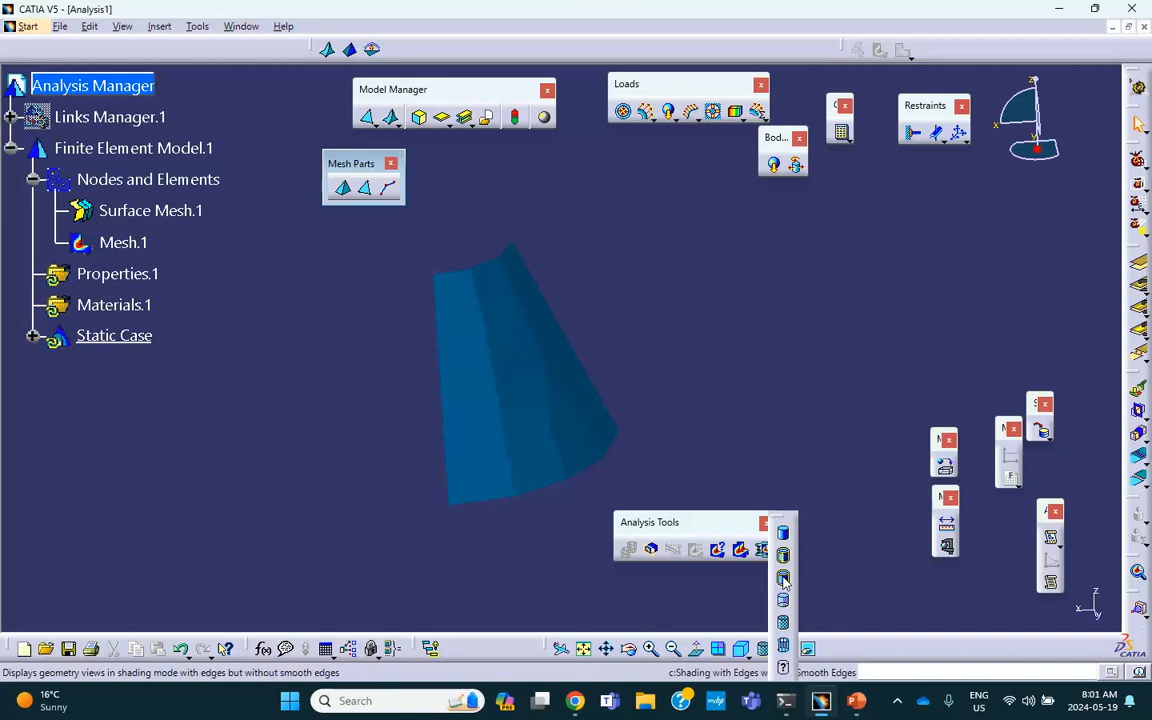 CATIA V5 - [Analysis1]
Start File Edit View Insert Tools Window Help
Analysis Manager
Links Manager.1
Finite Element Model.1
Nodes and Elements
Surface Mesh.1
Mesh.1
Properties.1
Materials.1
Static Case
Model Manager
Mesh Parts
Loads
Bod...
Restraints
Analysis Tools
z
x
y
z
x
y
CATIA
Displays geometry views in shading mode with edges but without smooth edges
c:Shading with Edges w
Smooth Edges
16°C
Sunny
Search
ENG
US
8:01 AM
2024-05-19